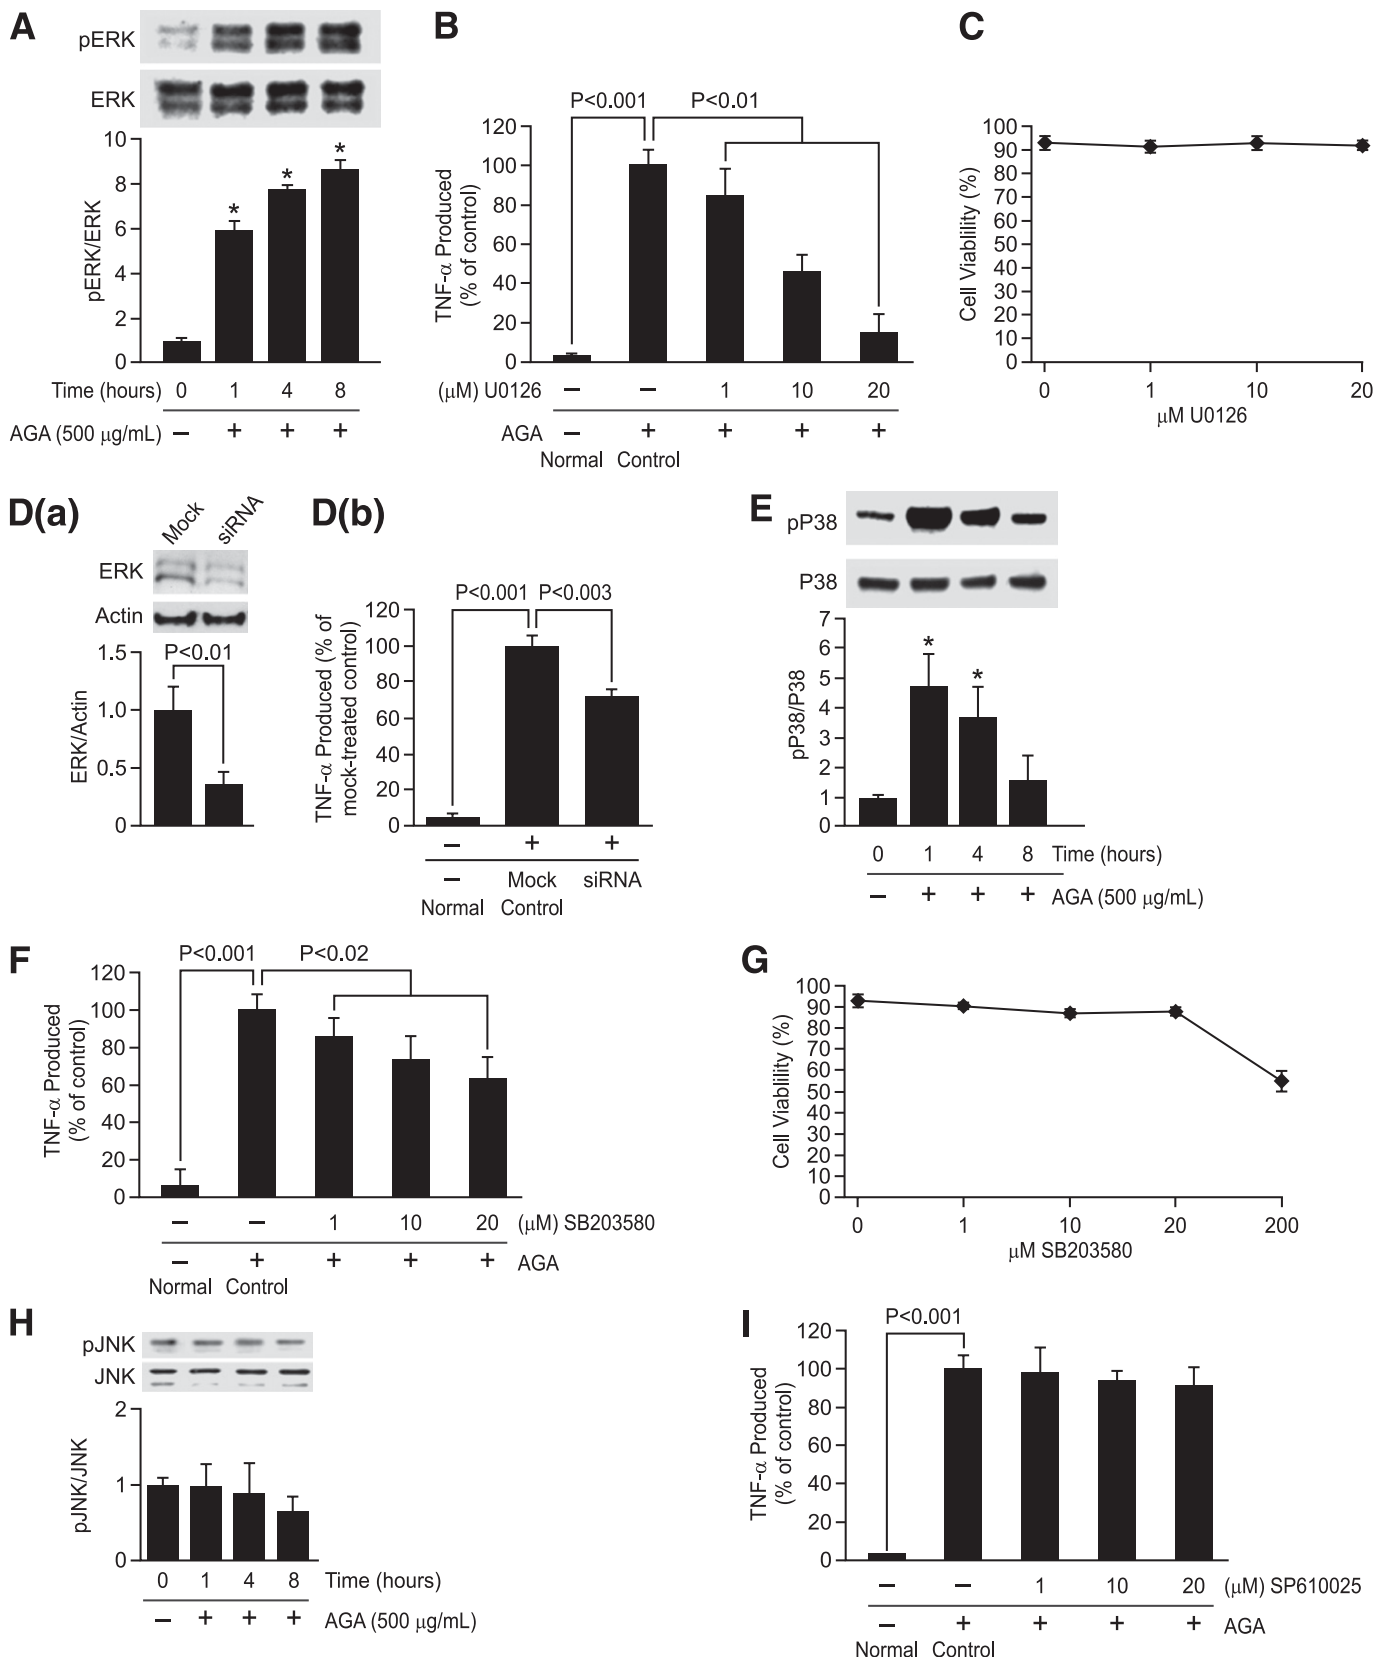 A
pERK
ERK
10
8
6
4
2
0
pERK/ERK
*
*
*
Time (hours) 0 1 4 8
AGA (500 μg/mL) – + + +
B
P<0.001 P<0.01
120
100
80
60
40
20
0
TNF-α Produced
(% of control)
(μM) U0126 – – 1 10 20
AGA – + + + +
Normal Control
C
100
90
80
70
60
50
40
30
20
10
0
Cell Viablility (%)
0 1 10 20
μM U0126
D(a)
Mock siRNA
ERK
Actin
P<0.01
1.5
1.0
0.5
0
ERK/Actin
D(b)
P<0.001 P<0.003
120
100
80
60
40
20
0
TNF-α Produced (% of
mock-treated control)
– + +
– Mock siRNA
Normal Control
E
pP38
P38
7
6
5
4
3
2
1
0
pP38/P38
*
*
0 1 4 8 Time (hours)
– + + + AGA (500 μg/mL)
F
P<0.001 P<0.02
120
100
80
60
40
20
0
TNF-α Produced
(% of control)
– – 1 10 20 (μM) SB203580
– + + + + AGA
Normal Control
G
100
90
80
70
60
50
40
30
20
10
0
Cell Viablility (%)
0 1 10 20 200
μM SB203580
H
pJNK
JNK
2
1
0
pJNK/JNK
0 1 4 8 Time (hours)
– + + + AGA (500 μg/mL)
I
P<0.001
120
100
80
60
40
20
0
TNF-α Produced
(% of control)
– – 1 10 20 (μM) SP610025
– + + + + AGA
Normal Control